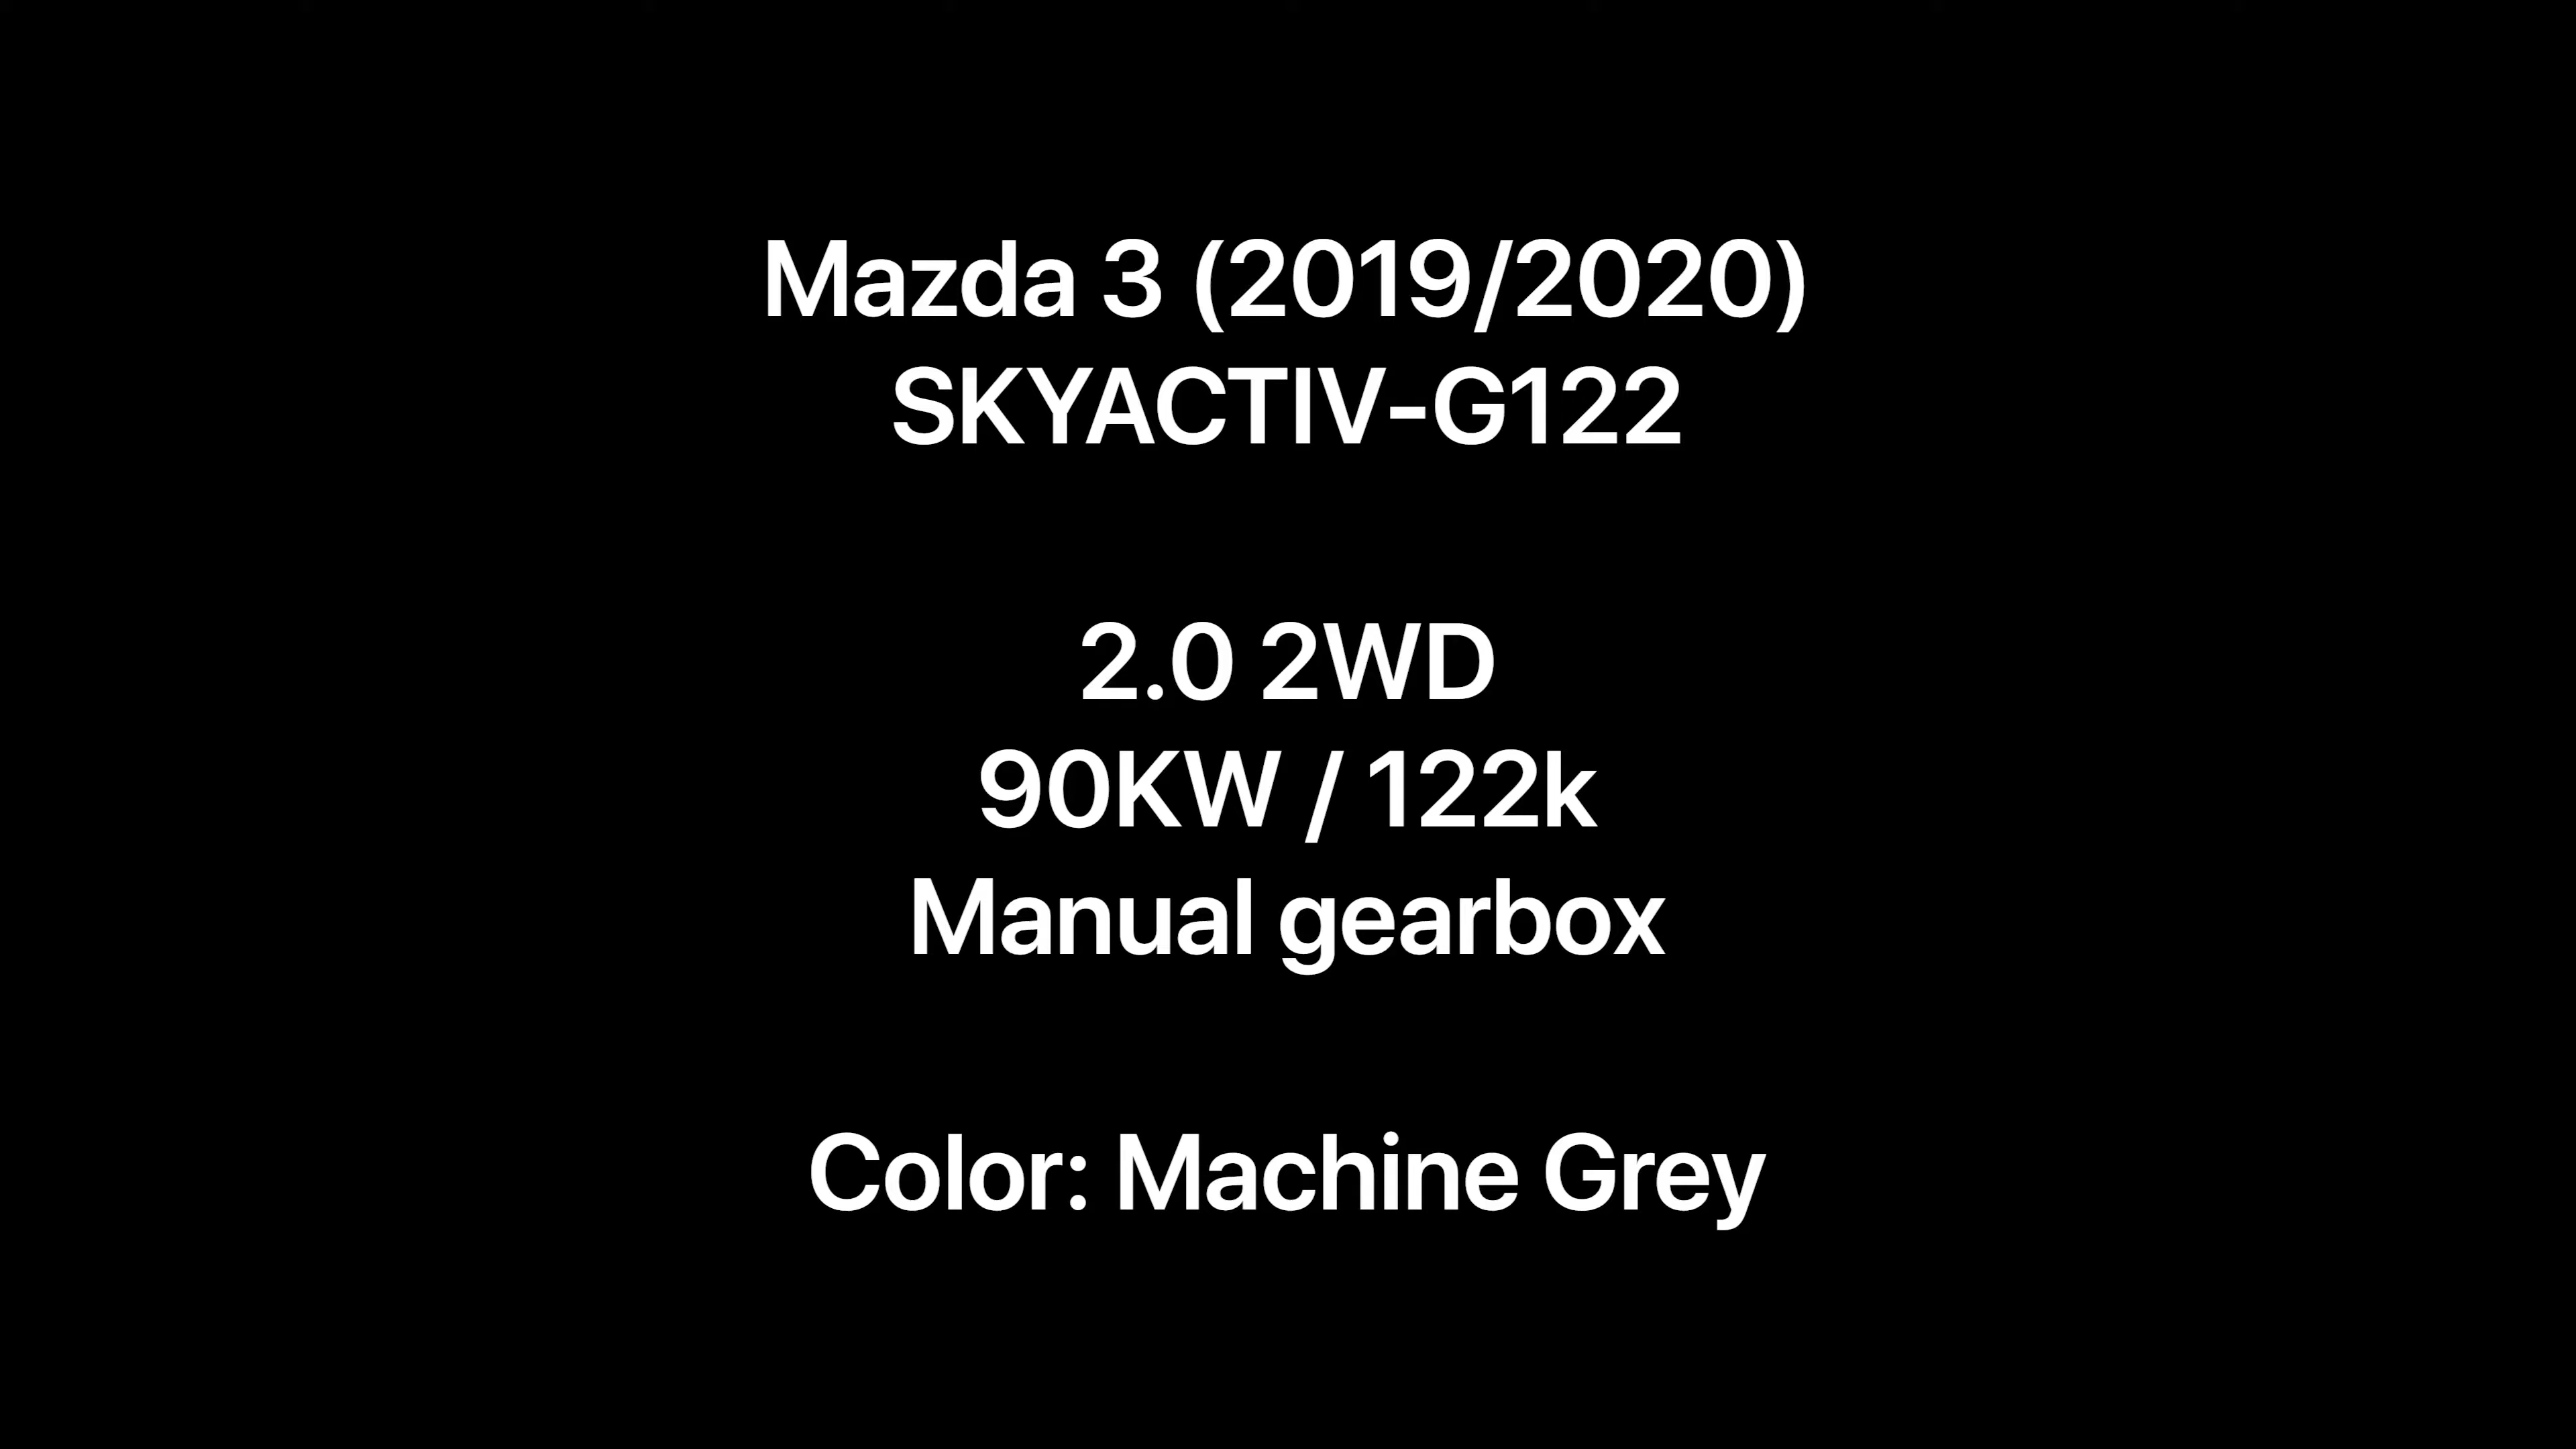 Mazda 3 (2019/2020)
SKYACTIV-G122
2.0 2WD
90KW / 122k
Manual gearbox
Color: Machine Grey